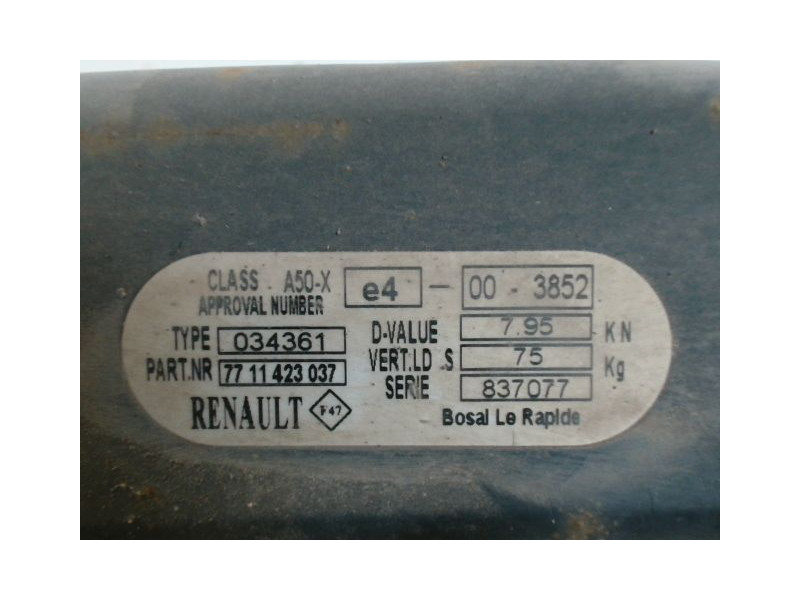 CLASS A50-X e4 - 00 - 3852
APPROVAL NUMBER
TYPE 034361 D-VALUE 7.95 KN
PART.NR 77 11 423 037 VERT.LD S 75 Kg
SERIE 837077
RENAULT F47 Bosal Le Rapide